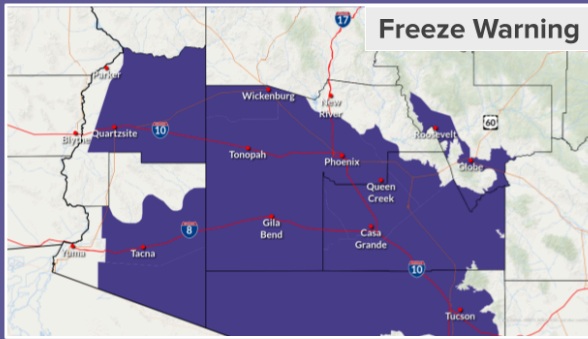 Freeze Warning
17
Parker
Wickenburg
New
River
60
Blythe
Quartzsite
10
Roosevelt
Tonopah
Phoenix
Globe
Queen
Creek
Gila
Bend
8
Casa
Grande
Yuma
Tacna
10
Tucson